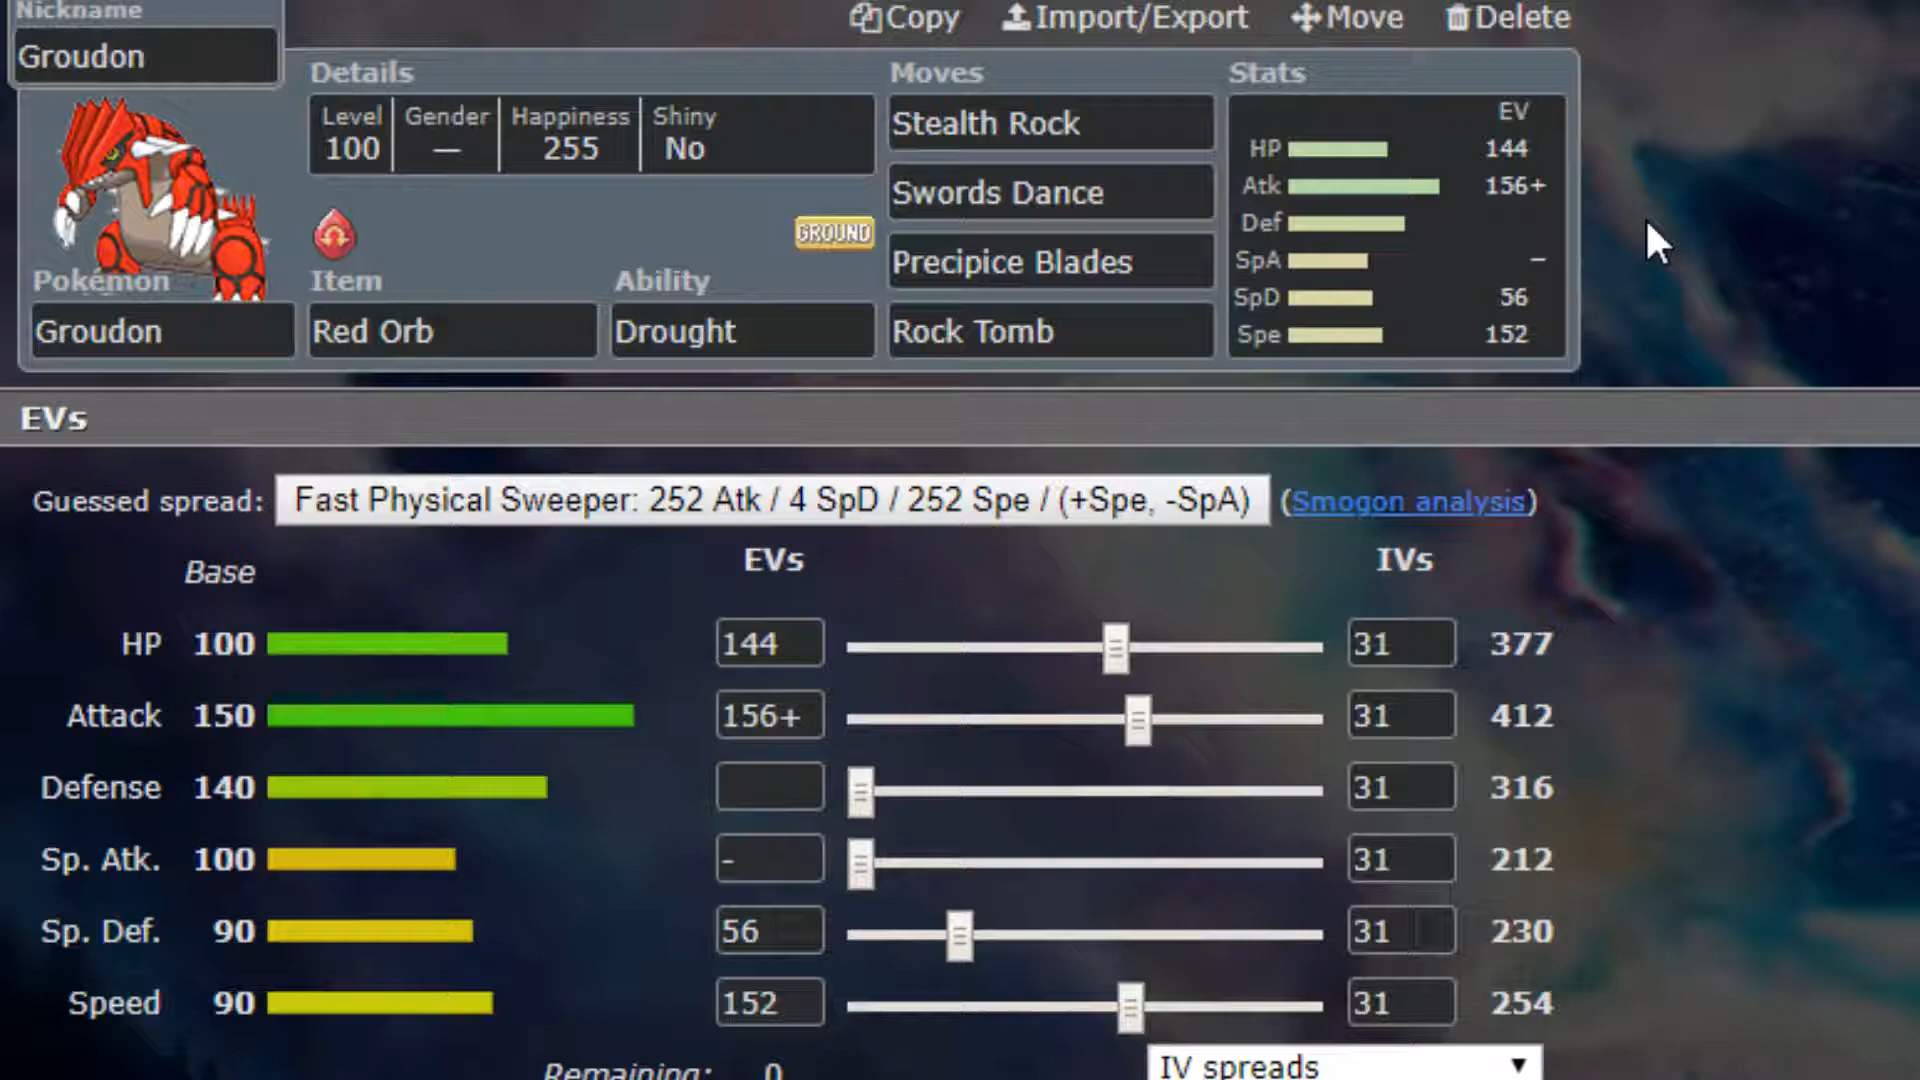 Nickname
Groudon
Copy Import/Export Move Delete
Details
Level Gender Happiness Shiny
100 — 255 No
GROUND
Pokémon Item Ability
Groudon Red Orb Drought
Moves
Stealth Rock
Swords Dance
Precipice Blades
Rock Tomb
Stats
EV
HP 144
Atk 156+
Def
SpA −
SpD 56
Spe 152
EVs
Guessed spread: Fast Physical Sweeper: 252 Atk / 4 SpD / 252 Spe / (+Spe, -SpA) (Smogon analysis)
Base EVs IVs
HP 100 144 31 377
Attack 150 156+ 31 412
Defense 140 31 316
Sp. Atk. 100 - 31 212
Sp. Def. 90 56 31 230
Speed 90 152 31 254
Remaining: 0 IV spreads